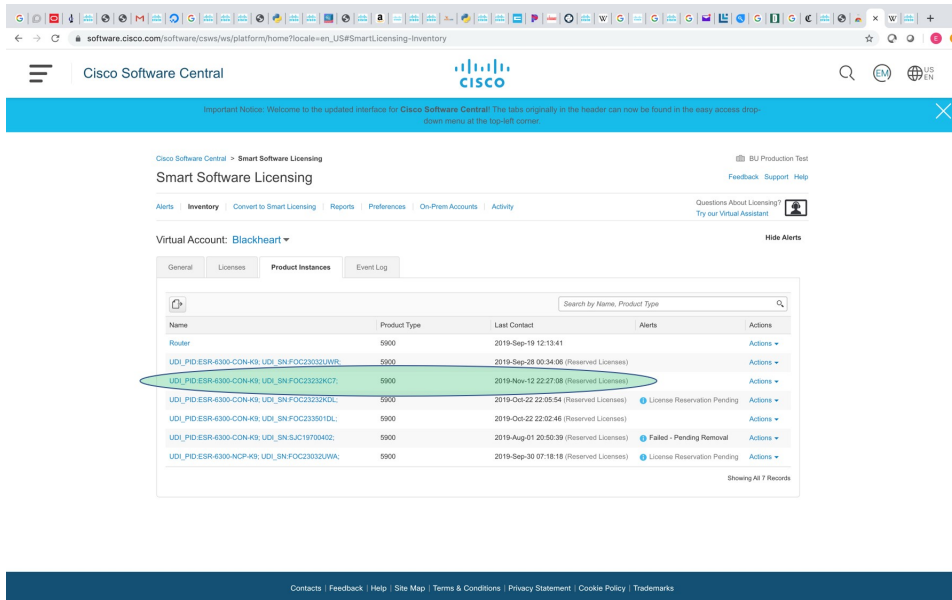 software.cisco.com/software/csws/ws/platform/home?locale=en_US#SmartLicensing-Inventory
Cisco Software Central
CISCO
EM
US
EN
Important Notice: Welcome to the updated interface for Cisco Software Central! The tabs originally in the header can now be found in the easy access drop-
down menu at the top-left corner.
Cisco Software Central > Smart Software Licensing
BU Production Test
Smart Software Licensing
Feedback Support Help
Alerts | Inventory | Convert to Smart Licensing | Reports | Preferences | On-Prem Accounts | Activity
Questions About Licensing?
Try our Virtual Assistant
Virtual Account: Blackheart
Hide Alerts
General Licenses Product Instances Event Log
Search by Name, Product Type
Name Product Type Last Contact Alerts Actions
Router 5900 2019-Sep-19 12:13:41 Actions
UDI_PID:ESR-6300-CON-K9; UDI_SN:FOC23032UWR; 5900 2019-Sep-28 00:34:06 (Reserved Licenses) Actions
UDI_PID:ESR-6300-CON-K9; UDI_SN:FOC23232KC7; 5900 2019-Nov-12 22:27:08 (Reserved Licenses) Actions
UDI_PID:ESR-6300-CON-K9; UDI_SN:FOC23232KDL; 5900 2019-Oct-22 22:05:54 (Reserved Licenses) License Reservation Pending Actions
UDI_PID:ESR-6300-CON-K9; UDI_SN:FOC233501DL; 5900 2019-Oct-22 22:02:46 (Reserved Licenses) Actions
UDI_PID:ESR-6300-CON-K9; UDI_SN:SJC19700402; 5900 2019-Aug-01 20:50:39 (Reserved Licenses) Failed - Pending Removal Actions
UDI_PID:ESR-6300-NCP-K9; UDI_SN:FOC23032UWA; 5900 2019-Sep-30 07:18:18 (Reserved Licenses) License Reservation Pending Actions
Showing All 7 Records
Contacts | Feedback | Help | Site Map | Terms & Conditions | Privacy Statement | Cookie Policy | Trademarks